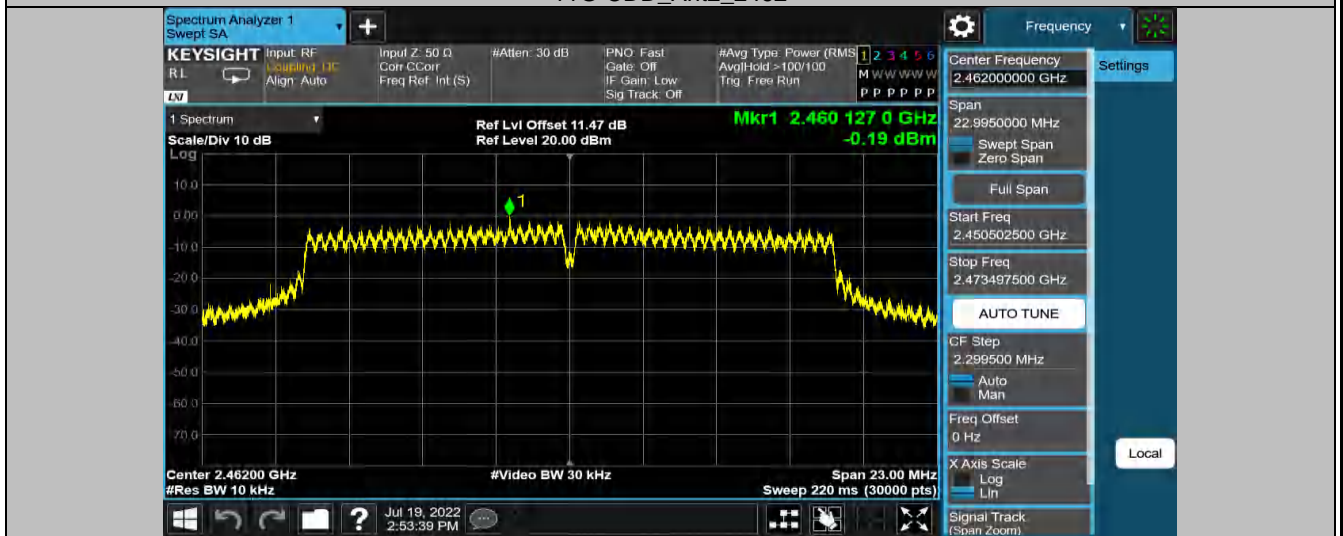 Spectrum Analyzer 1
Swept SA
Frequency
KEYSIGHT
RL
LXI
Input: RF
Coupling: DC
Align: Auto
Input Z: 50 Ω
Corr CCorr
Freq Ref: Int (S)
#Atten: 30 dB
PNO: Fast
Gate: Off
IF Gain: Low
Sig Track: Off
#Avg Type: Power (RMS
Avg|Hold:>100/100
Trig: Free Run
1 2 3 4 5 6
M W W W W W
P P P P P P
Center Frequency
2.462000000 GHz
Settings
1 Spectrum
Scale/Div 10 dB
Log
Ref Lvl Offset 11.47 dB
Ref Level 20.00 dBm
Mkr1 2.460 127 0 GHz
-0.19 dBm
Span
22.9950000 MHz
Swept Span
Zero Span
Full Span
Start Freq
2.450502500 GHz
Stop Freq
2.473497500 GHz
AUTO TUNE
CF Step
2.299500 MHz
Auto
Man
Freq Offset
0 Hz
X Axis Scale
Log
Lin
Local
Signal Track
(Span Zoom)
10.0
0.00
-10.0
-20.0
-30.0
-40.0
-50.0
-60.0
-70.0
1
Center 2.46200 GHz
#Res BW 10 kHz
#Video BW 30 kHz
Span 23.00 MHz
Sweep 220 ms (30000 pts)
?
Jul 19, 2022
2:53:39 PM